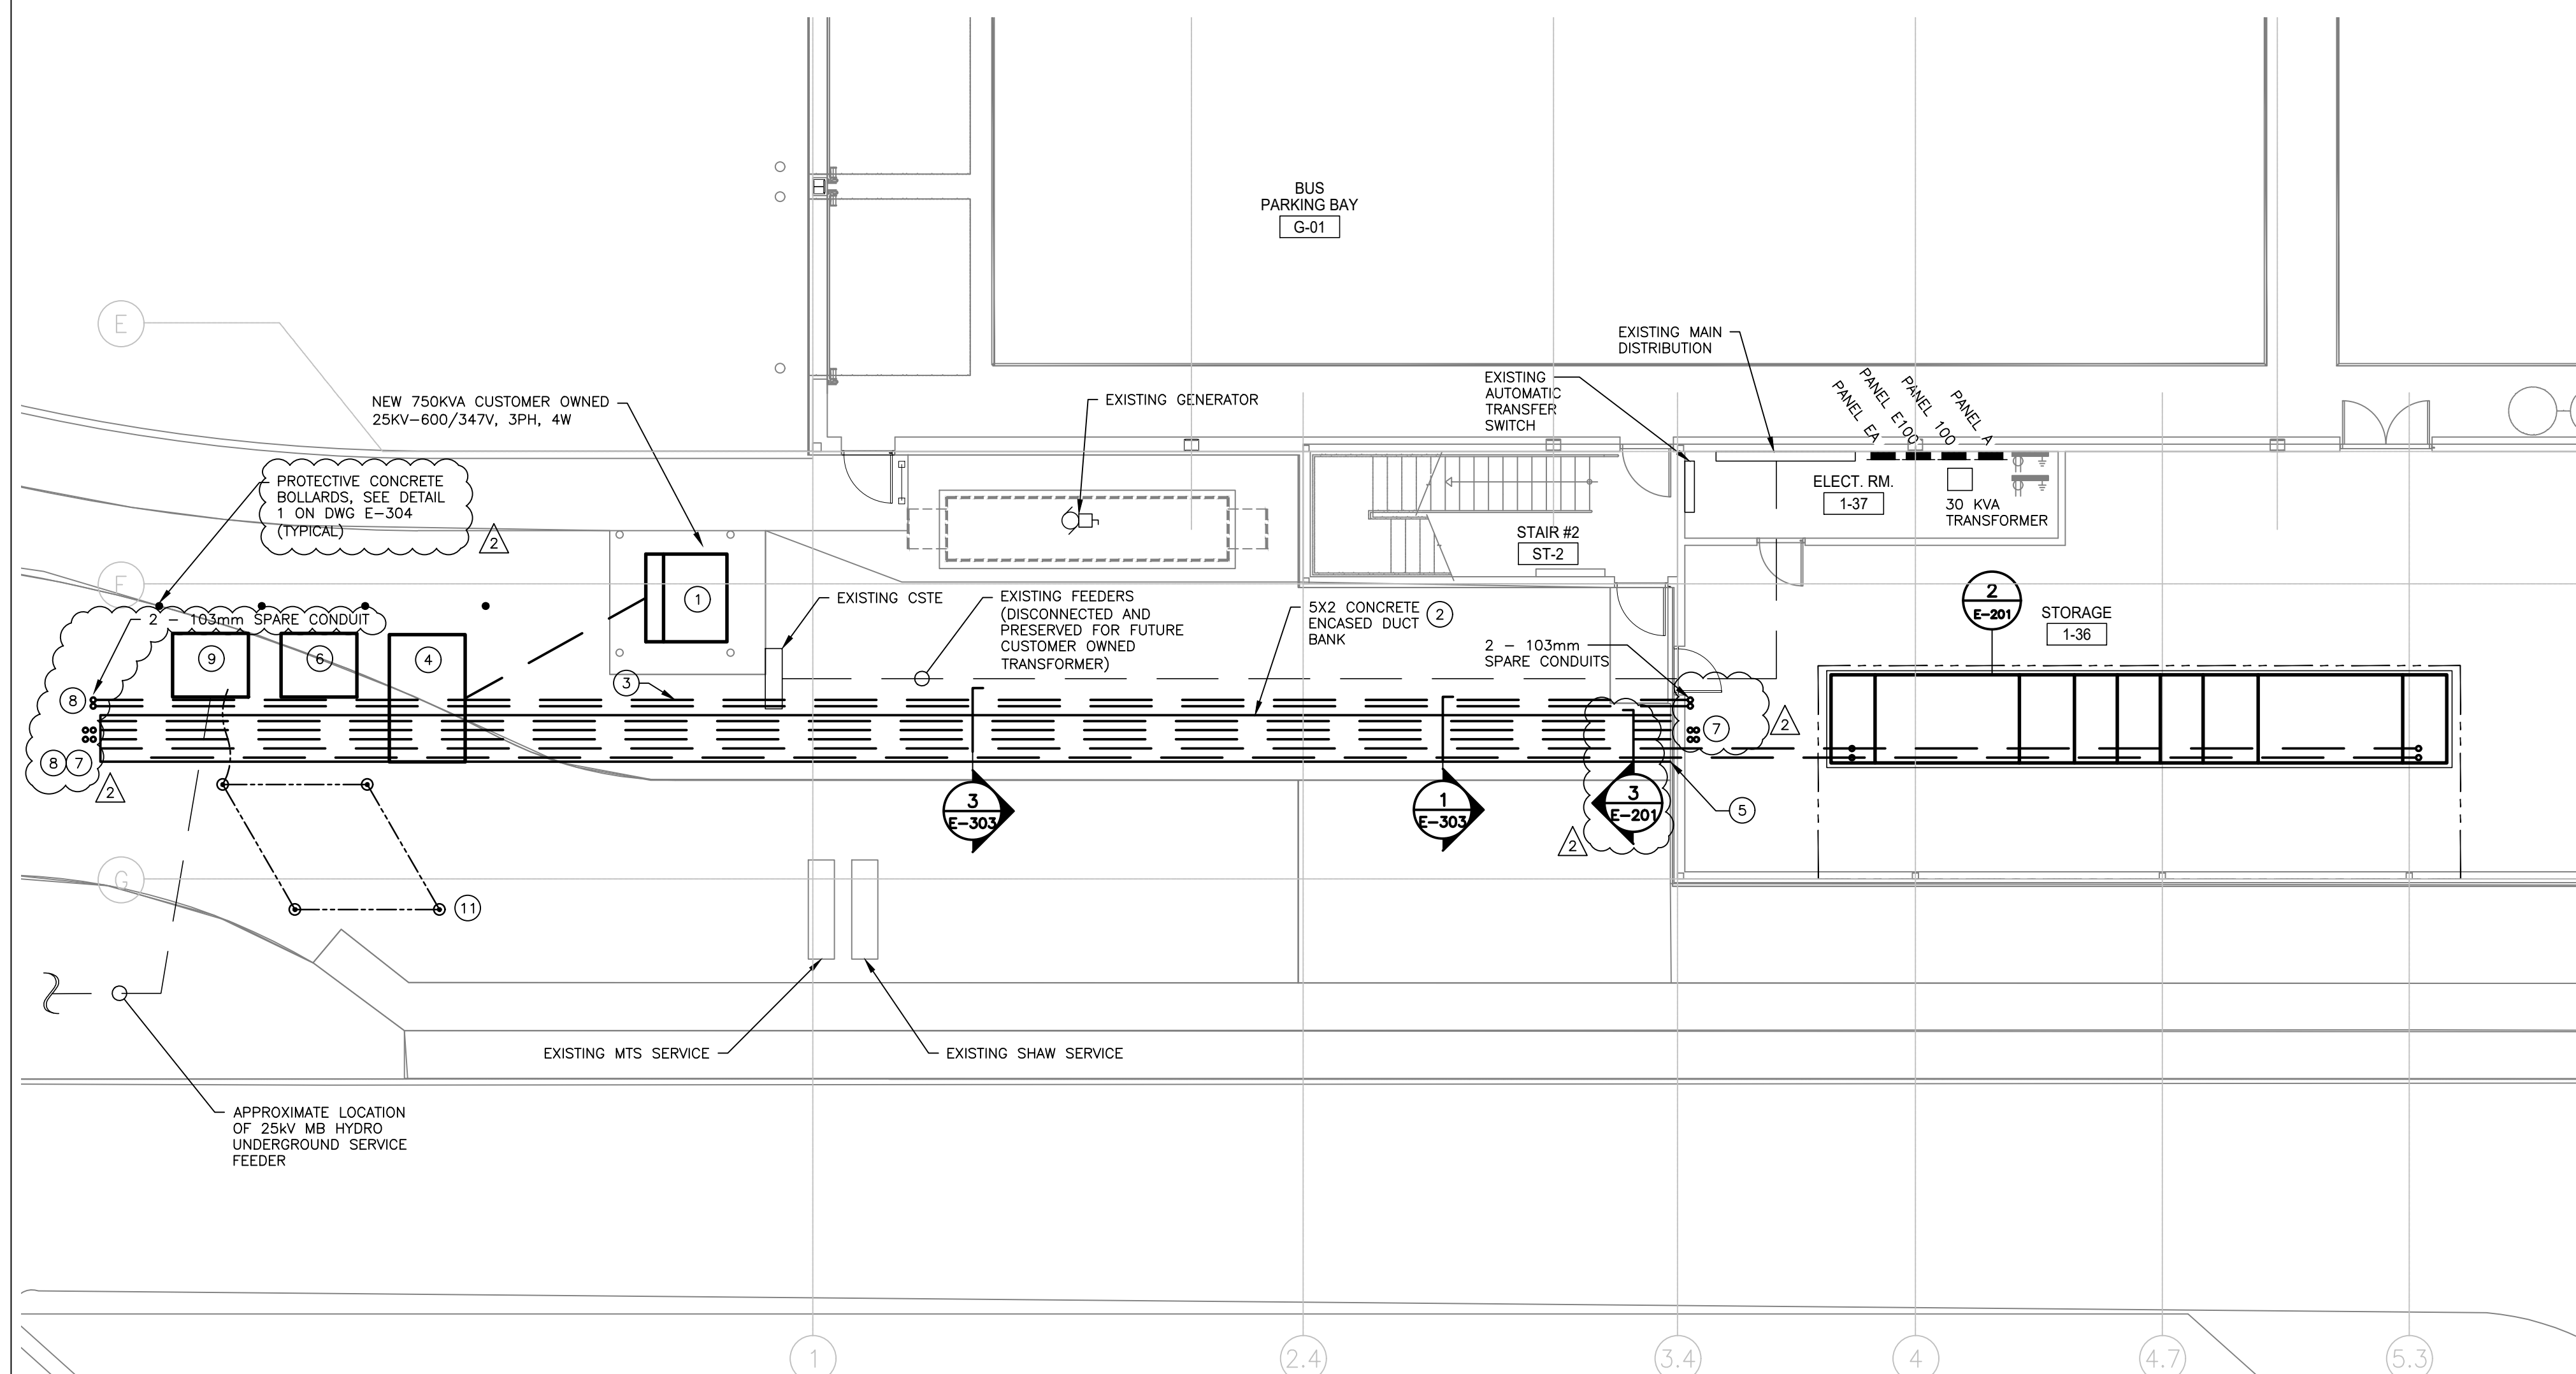 BUS
PARKING BAY
G-01
E
EXISTING MAIN
DISTRIBUTION
EXISTING
AUTOMATIC
TRANSFER
SWITCH
PANEL EA
PANEL E100
PANEL 100
PANEL A
NEW 750KVA CUSTOMER OWNED
25KV-600/347V, 3PH, 4W
EXISTING GENERATOR
PROTECTIVE CONCRETE
BOLLARDS, SEE DETAIL
1 ON DWG E-304
(TYPICAL)
2
ELECT. RM.
1-37
30 KVA
TRANSFORMER
STAIR #2
ST-2
F
1
EXISTING CSTE
EXISTING FEEDERS
(DISCONNECTED AND
PRESERVED FOR FUTURE
CUSTOMER OWNED
TRANSFORMER)
5X2 CONCRETE
ENCASED DUCT
BANK
2
2
E-201
STORAGE
1-36
2 - 103mm SPARE CONDUIT
9
6
4
2 - 103mm
SPARE CONDUITS
3
8
7
2
8
7
2
3
E-303
1
E-303
3
E-201
5
2
G
11
EXISTING MTS SERVICE
EXISTING SHAW SERVICE
APPROXIMATE LOCATION
OF 25kV MB HYDRO
UNDERGROUND SERVICE
FEEDER
1
2.4
3.4
4
4.7
5.3